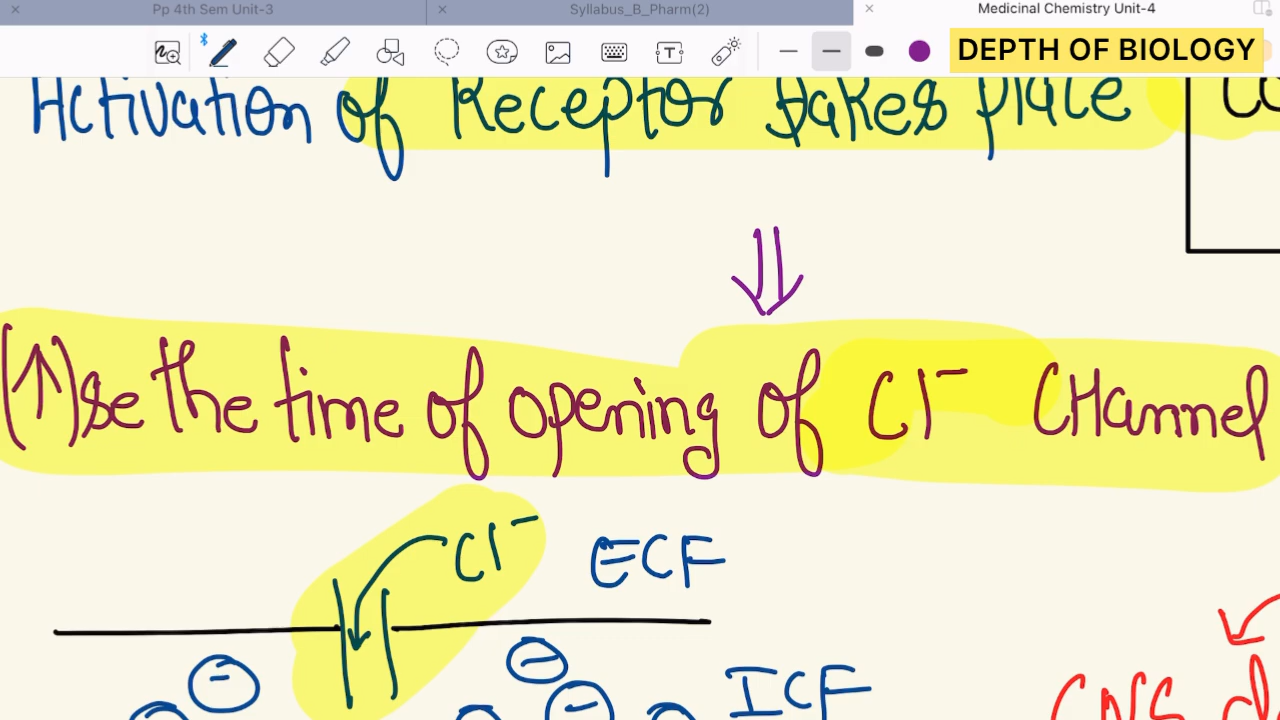 Pp 4th Sem Unit-3
Syllabus_B_Pharm(2)
Medicinal Chemistry Unit-4
DEPTH OF BIOLOGY
Activation of Receptor takes place
(↑)se the time of opening of Cl⁻ CHannel
Cl⁻ ECF
ICF
CNS